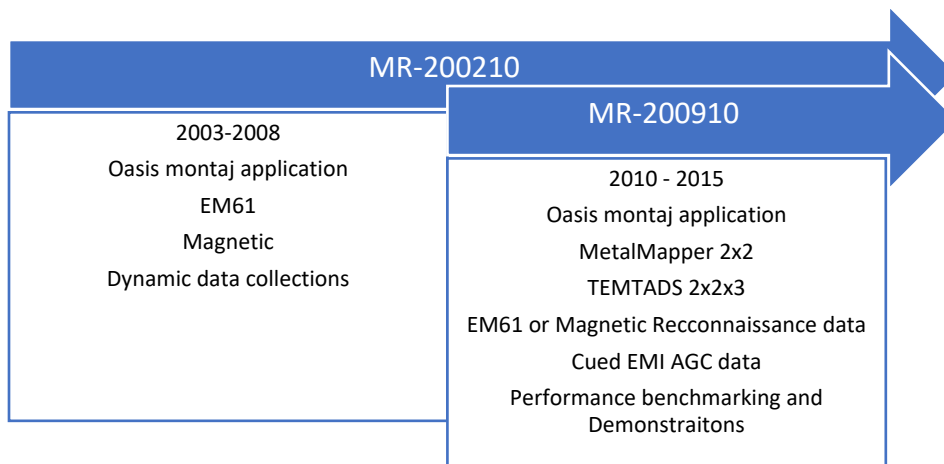 MR-200210
2003-2008
Oasis montaj application
EM61
Magnetic
Dynamic data collections
MR-200910
2010 - 2015
Oasis montaj application
MetalMapper 2x2
TEMTADS 2x2x3
EM61 or Magnetic Recconnaissance data
Cued EMI AGC data
Performance benchmarking and
Demonstraitons